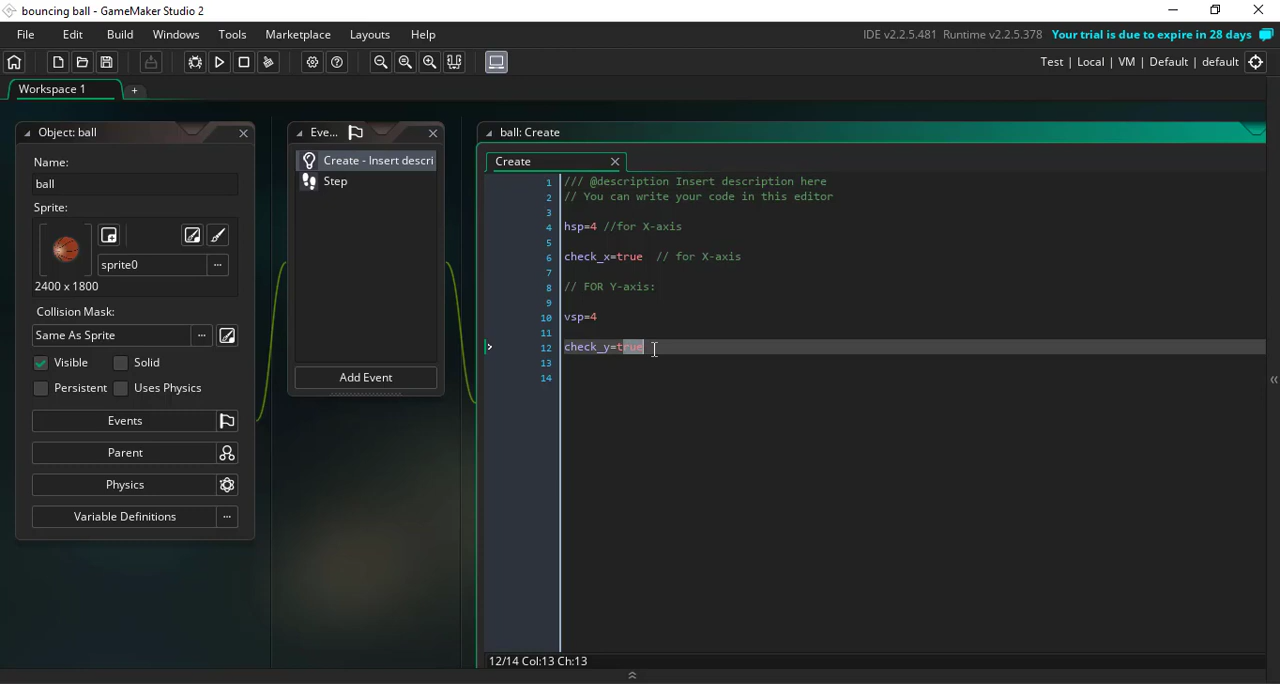 bouncing ball - GameMaker Studio 2
File Edit Build Windows Tools Marketplace Layouts Help
IDE v2.2.5.481 Runtime v2.2.5.378 Your trial is due to expire in 28 days
Test | Local | VM | Default | default
Workspace 1 +
Object: ball
Name:
ball
Sprite:
sprite0 ...
2400 x 1800
Collision Mask:
Same As Sprite ...
Visible Solid
Persistent Uses Physics
Events
Parent
Physics
Variable Definitions ...
Eve...
Create - Insert descri
Step
Add Event
ball: Create
Create
1 /// @description Insert description here
2 // You can write your code in this editor
3
4 hsp=4 //for X-axis
5
6 check_x=true // for X-axis
7
8 // FOR Y-axis:
9
10 vsp=4
11
12 check_y=true
13
14
12/14 Col:13 Ch:13